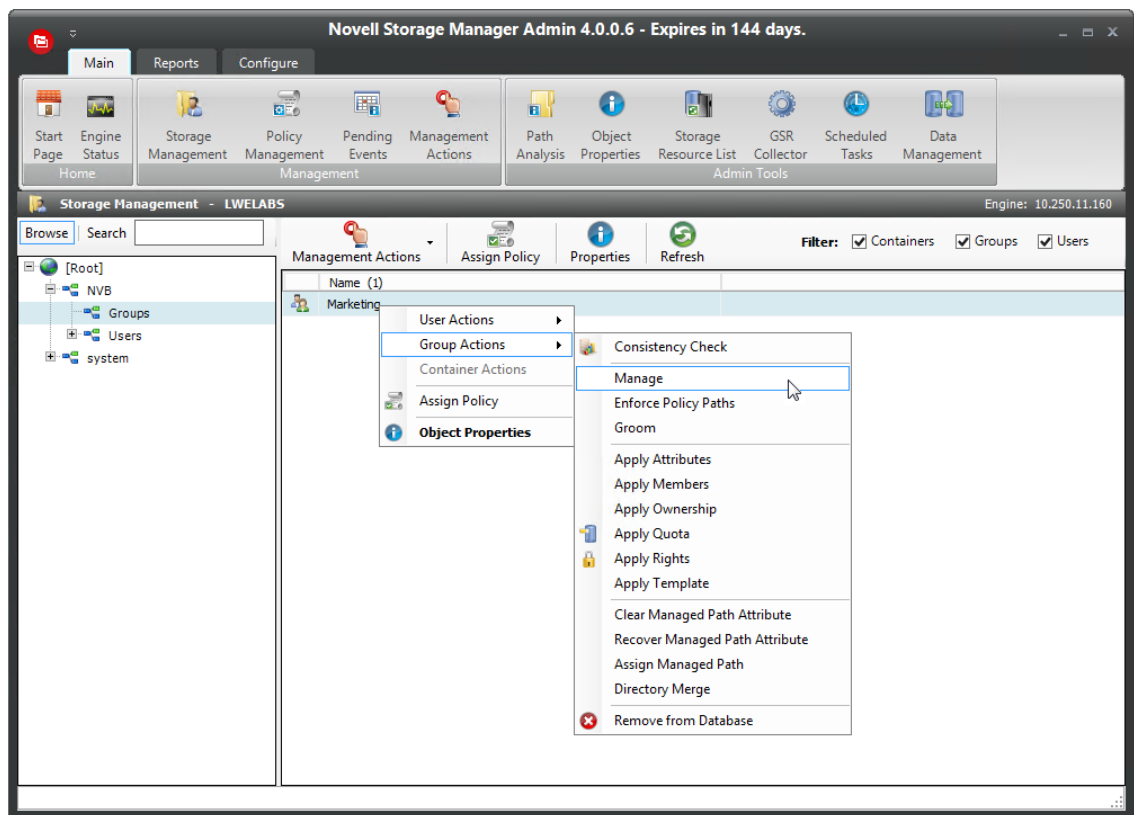 Novell Storage Manager Admin 4.0.0.6 - Expires in 144 days.
Main Reports Configure
Start Page Engine Status Storage Management Policy Management Pending Events Management Actions Path Analysis Object Properties Storage Resource List GSR Collector Scheduled Tasks Data Management
Home Management Admin Tools
Storage Management - LWELABS Engine: 10.250.11.160
Browse Search Management Actions Assign Policy Properties Refresh Filter: Containers Groups Users
[Root]
NVB
Groups
Users
system
Name (1)
Marketing
User Actions
Group Actions
Container Actions
Assign Policy
Object Properties
Consistency Check
Manage
Enforce Policy Paths
Groom
Apply Attributes
Apply Members
Apply Ownership
Apply Quota
Apply Rights
Apply Template
Clear Managed Path Attribute
Recover Managed Path Attribute
Assign Managed Path
Directory Merge
Remove from Database